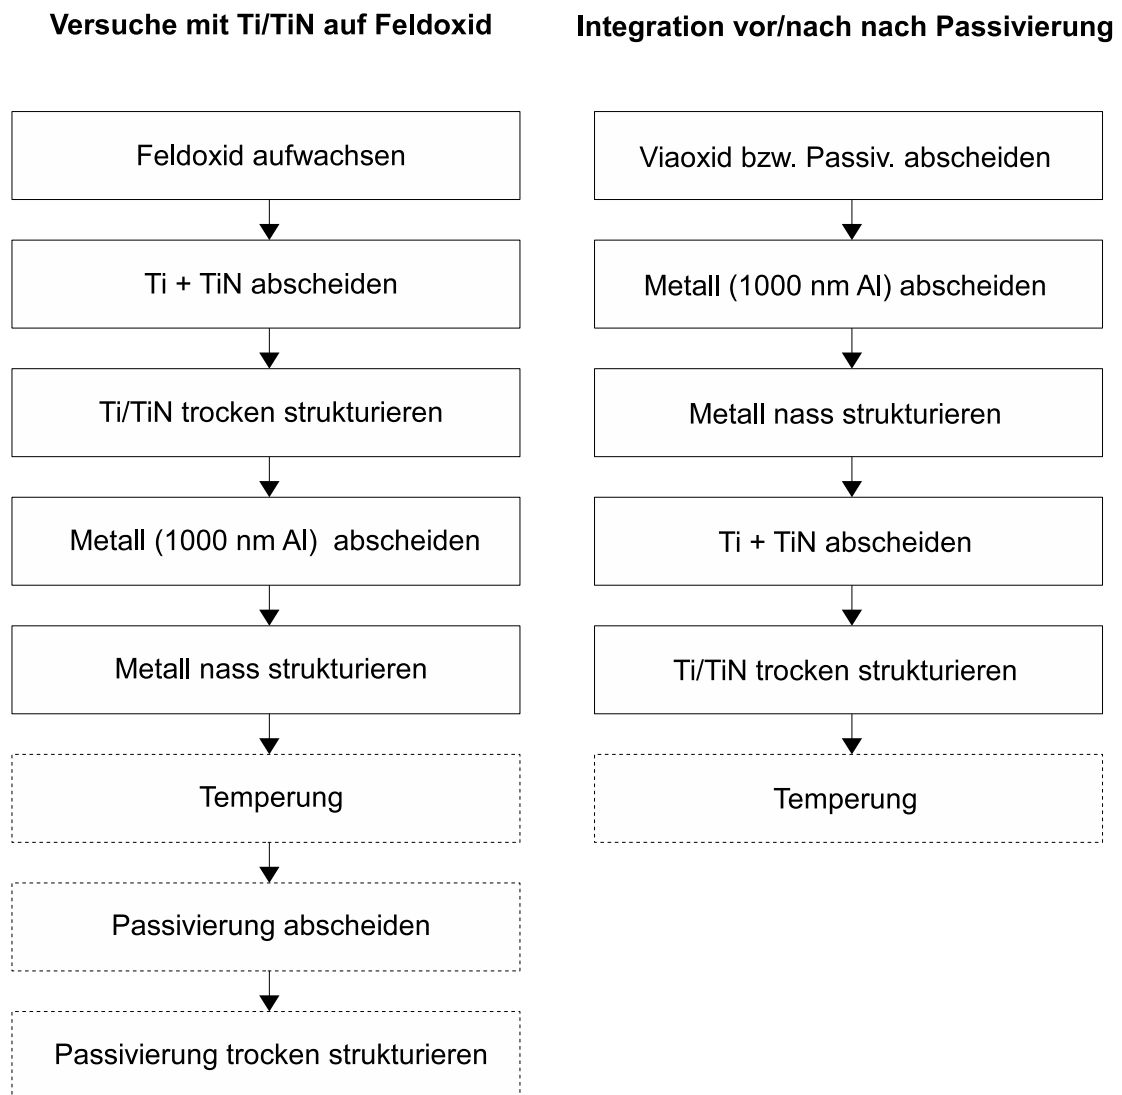 Versuche mit Ti/TiN auf Feldoxid
Feldoxid aufwachsen
Ti + TiN abscheiden
Ti/TiN trocken strukturieren
Metall (1000 nm Al) abscheiden
Metall nass strukturieren
Temperung
Passivierung abscheiden
Passivierung trocken strukturieren
Integration vor/nach nach Passivierung
Viaoxid bzw. Passiv. abscheiden
Metall (1000 nm Al) abscheiden
Metall nass strukturieren
Ti + TiN abscheiden
Ti/TiN trocken strukturieren
Temperung